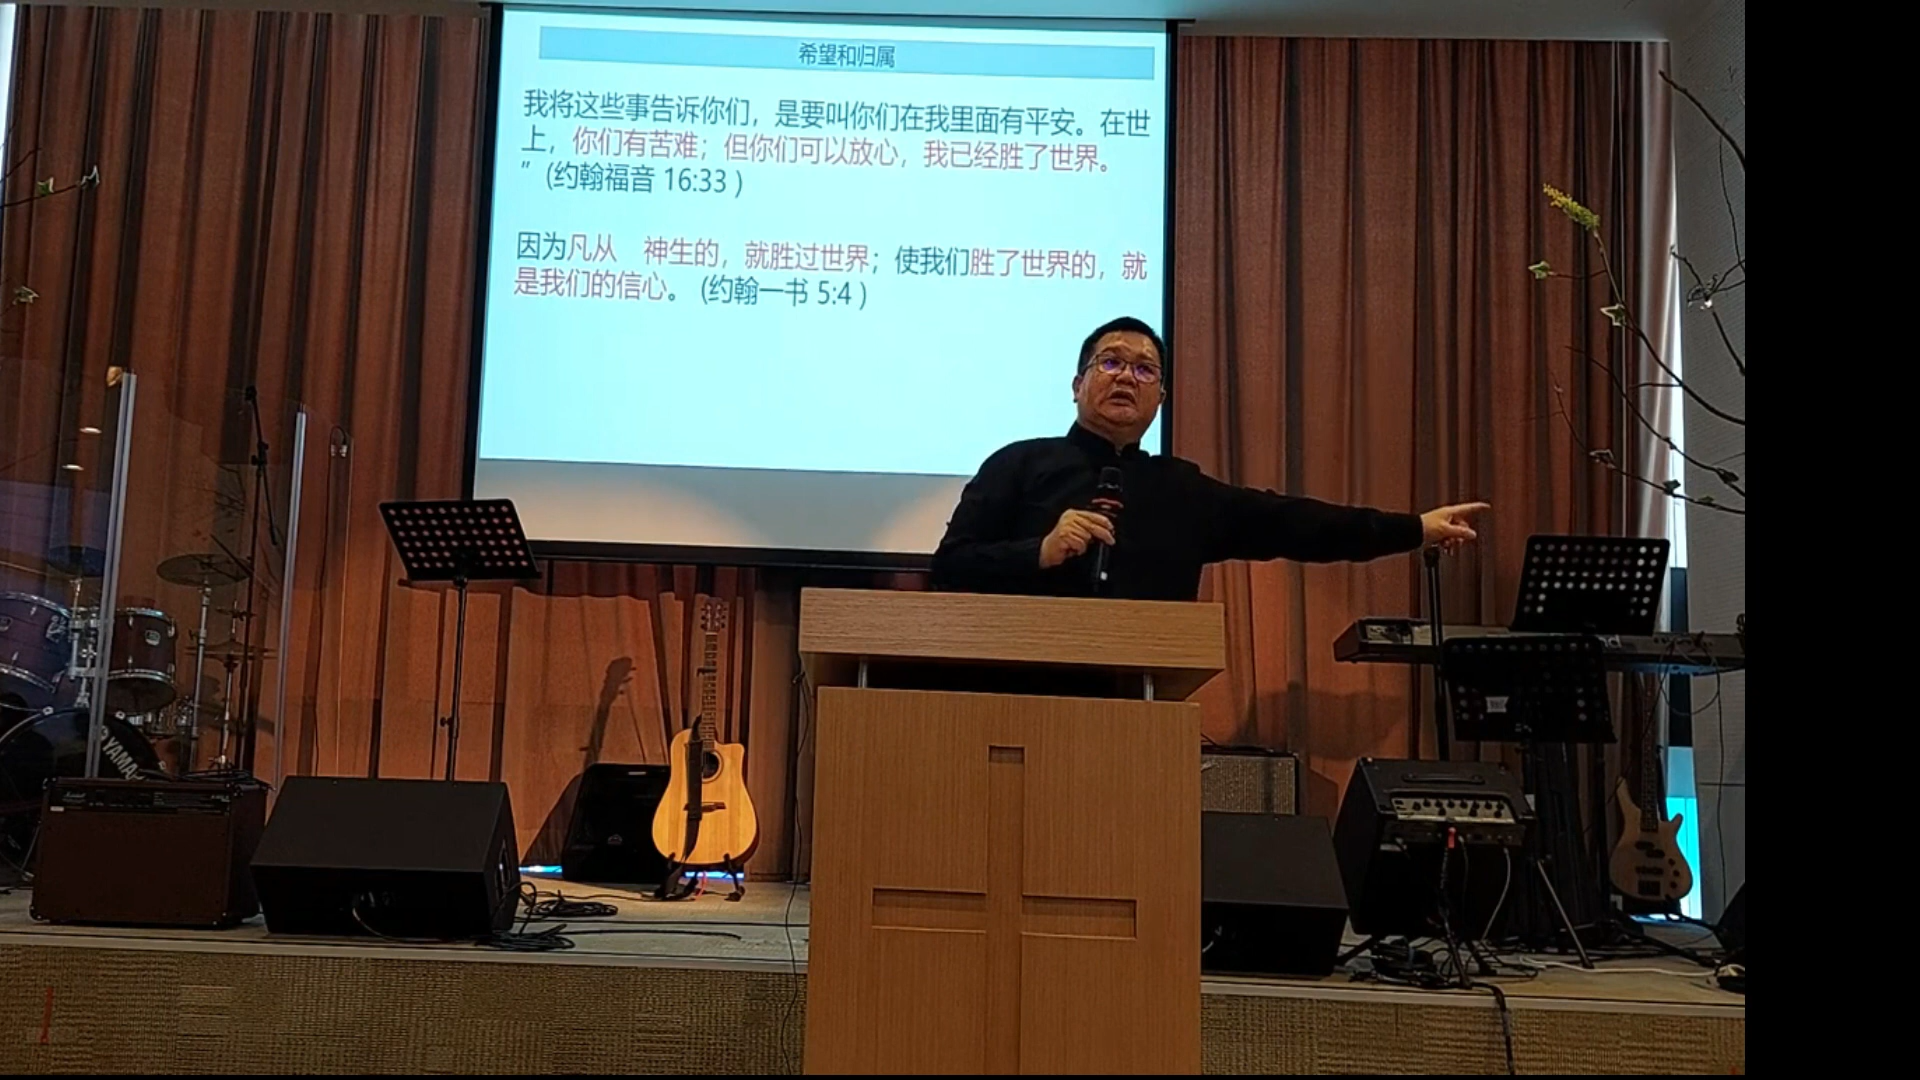 希望和归属
我将这些事告诉你们，是要叫你们在我里面有平安。在世
上，你们有苦难；但你们可以放心，我已经胜了世界。
” (约翰福音 16:33 )
因为凡从　神生的，就胜过世界；使我们胜了世界的，就
是我们的信心。 (约翰一书 5:4 )
YAMAHA